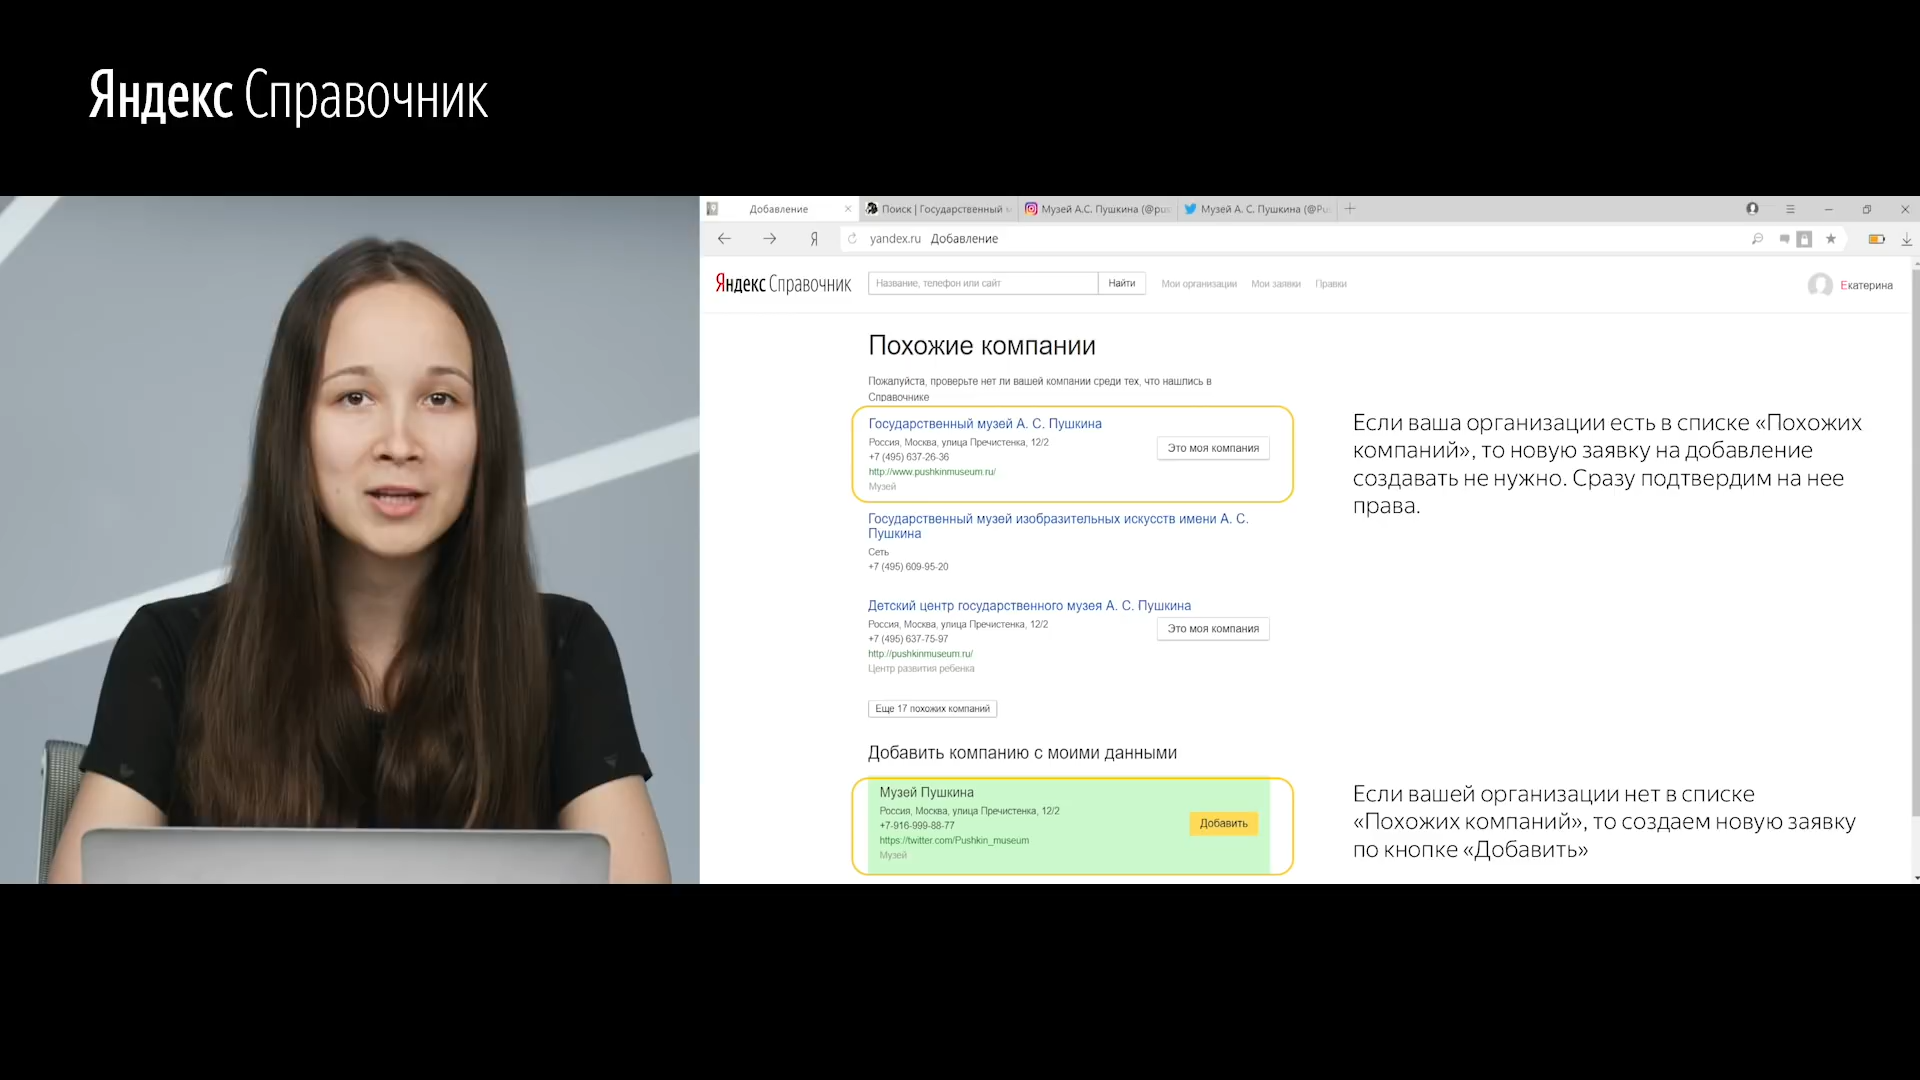 Яндекс Справочник
Добавление
Поиск | Государственный м
Музей А.С. Пушкина (@pus
Музей А. С. Пушкина (@Pus
Я
yandex.ru Добавление
Яндекс Справочник
Название, телефон или сайт
Найти
Мои организации
Мои заявки
Правки
Екатерина
Похожие компании
Пожалуйста, проверьте нет ли вашей компании среди тех, что нашлись в
Справочнике
Государственный музей А. С. Пушкина
Россия, Москва, улица Пречистенка, 12/2
+7 (495) 637-26-36
http://www.pushkinmuseum.ru/
Музей
Это моя компания
Если ваша организации есть в списке «Похожих
компаний», то новую заявку на добавление
создавать не нужно. Сразу подтвердим на нее
права.
Государственный музей изобразительных искусств имени А. С.
Пушкина
Сеть
+7 (495) 609-95-20
Детский центр государственного музея А. С. Пушкина
Россия, Москва, улица Пречистенка, 12/2
+7 (495) 637-75-97
http://pushkinmuseum.ru/
Центр развития ребенка
Это моя компания
Еще 17 похожих компаний
Добавить компанию с моими данными
Музей Пушкина
Россия, Москва, улица Пречистенка, 12/2
+7-916-999-88-77
https://twitter.com/Pushkin_museum
Музей
Добавить
Если вашей организации нет в списке
«Похожих компаний», то создаем новую заявку
по кнопке «Добавить»